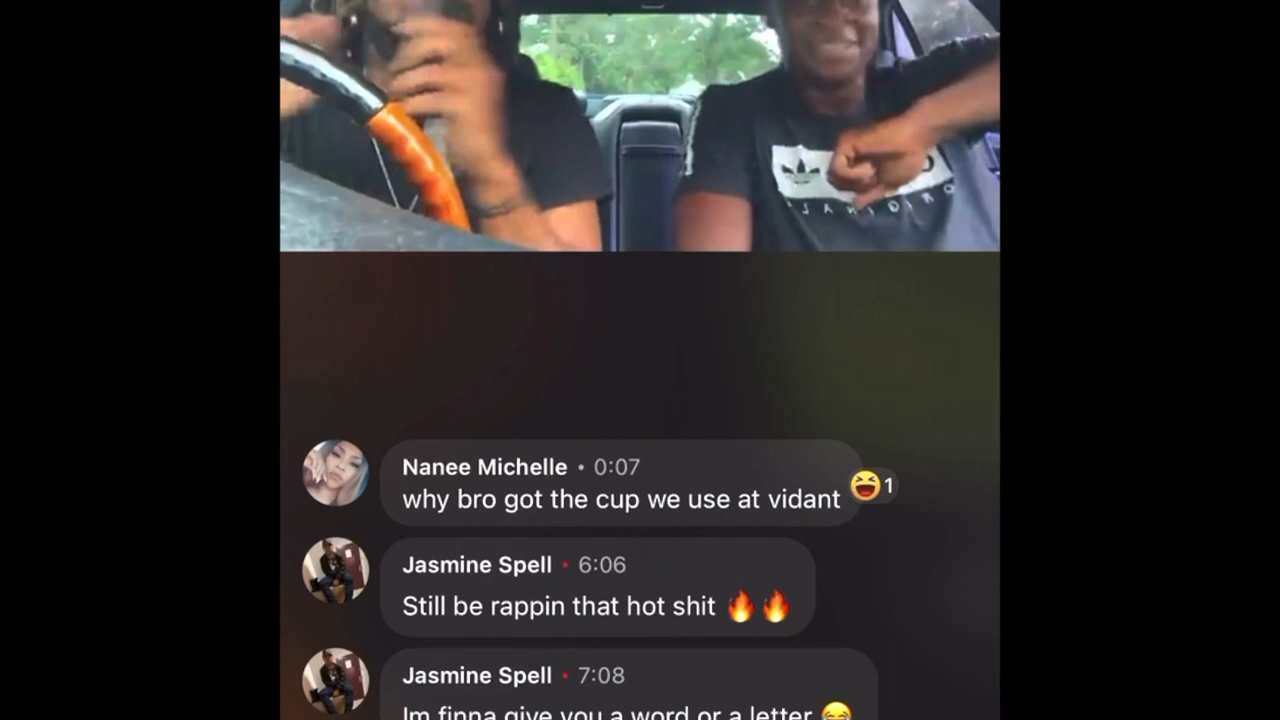 ORIGINALS
Nanee Michelle • 0:07
why bro got the cup we use at vidant
😆 1
Jasmine Spell • 6:06
Still be rappin that hot shit 🔥🔥
Jasmine Spell • 7:08
Im finna give you a word or a letter 😂